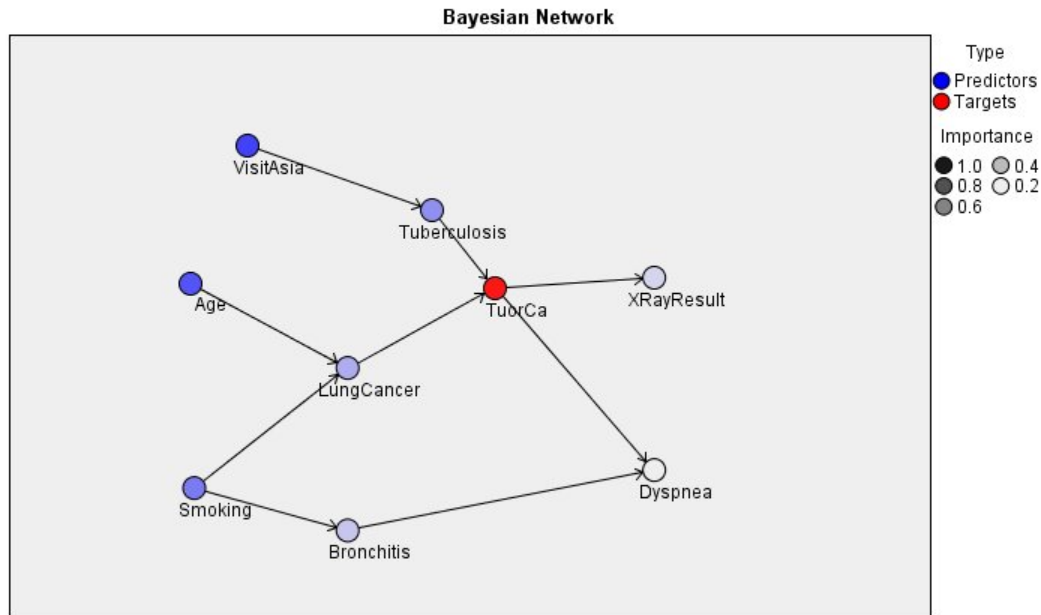 Bayesian Network
Type
Predictors
Targets
Importance
1.0 0.4
0.8 0.2
0.6
VisitAsia
Tuberculosis
Age
TuorCa
XRayResult
LungCancer
Smoking
Bronchitis
Dyspnea